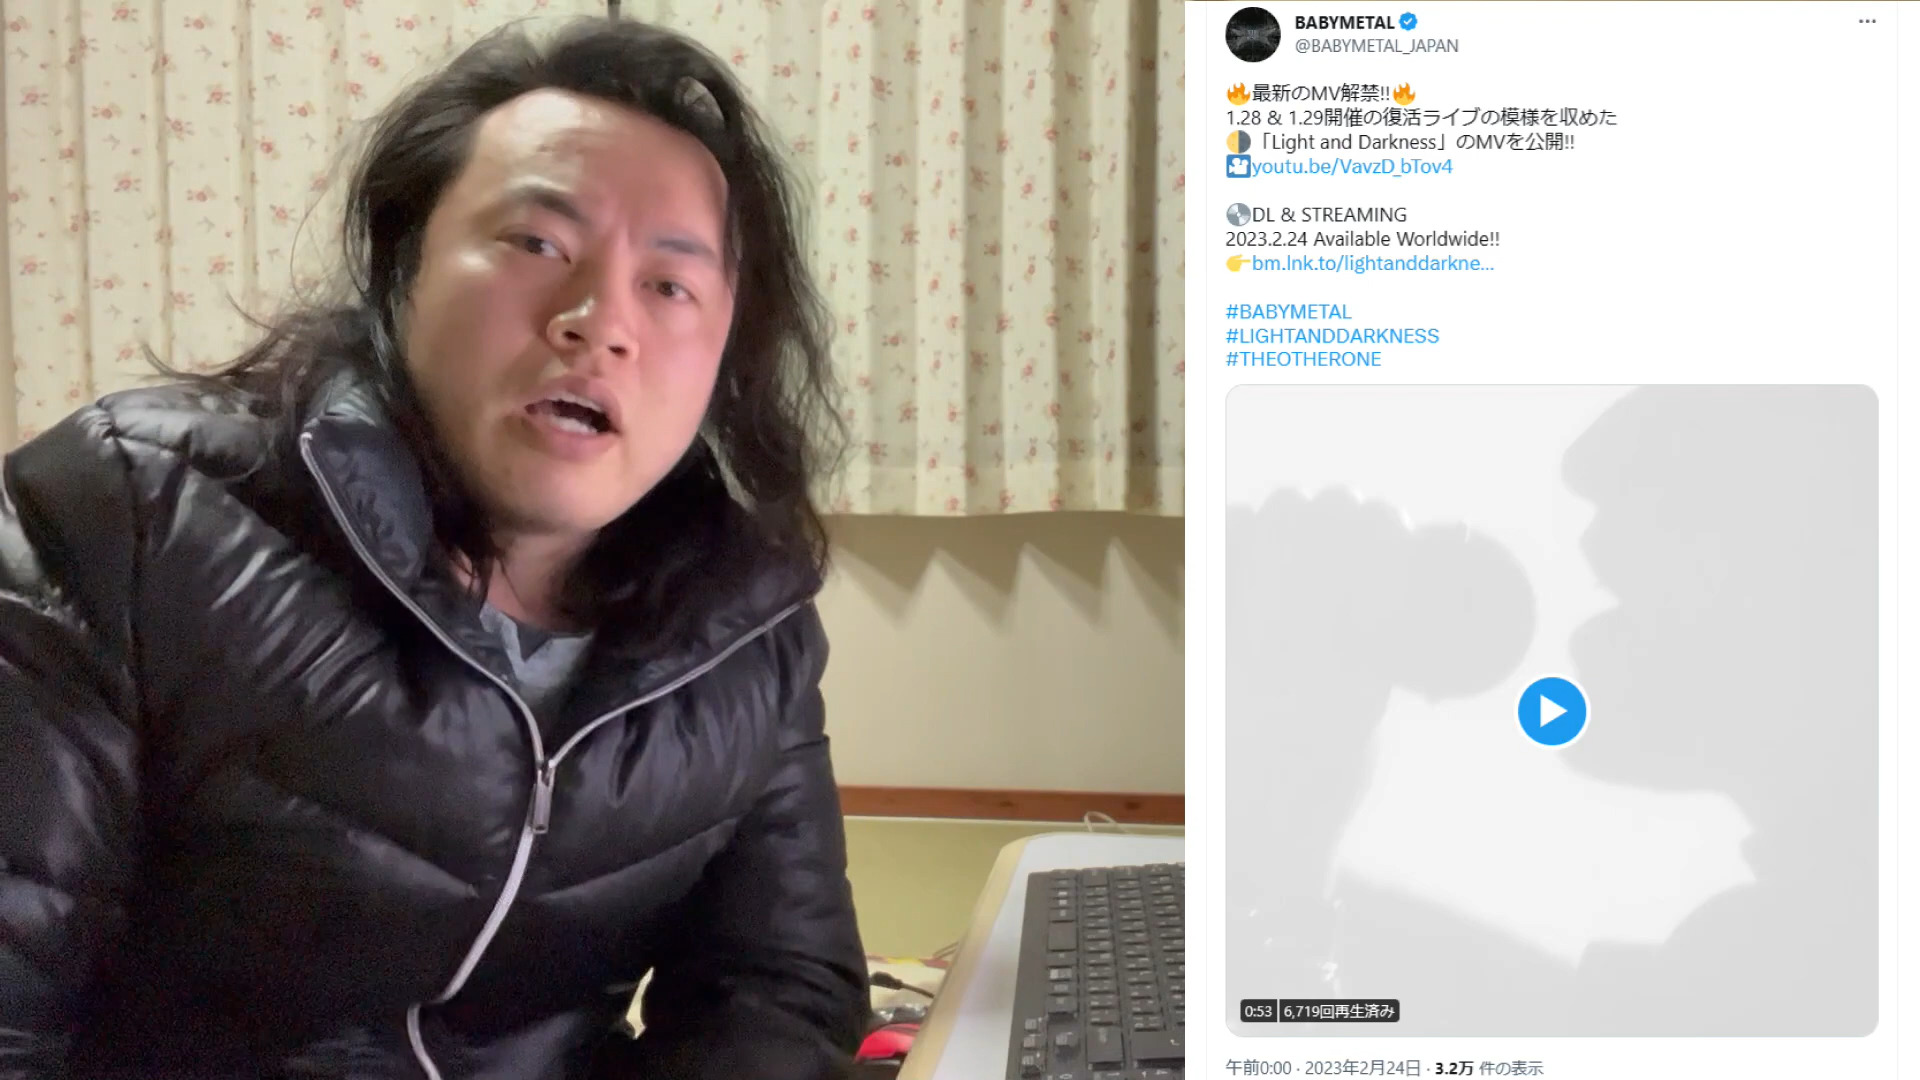 BABYMETAL
@BABYMETAL_JAPAN
🔥最新のMV解禁!!🔥
1.28 & 1.29開催の復活ライブの模様を収めた
🌗「Light and Darkness」のMVを公開!!
🎦youtu.be/VavzD_bTov4
💿DL & STREAMING
2023.2.24 Available Worldwide!!
👉bm.lnk.to/lightanddarkne...
#BABYMETAL
#LIGHTANDDARKNESS
#THEOTHERONE
0:53 6,719回再生済み
午前0:00 · 2023年2月24日 · 3.2万 件の表示